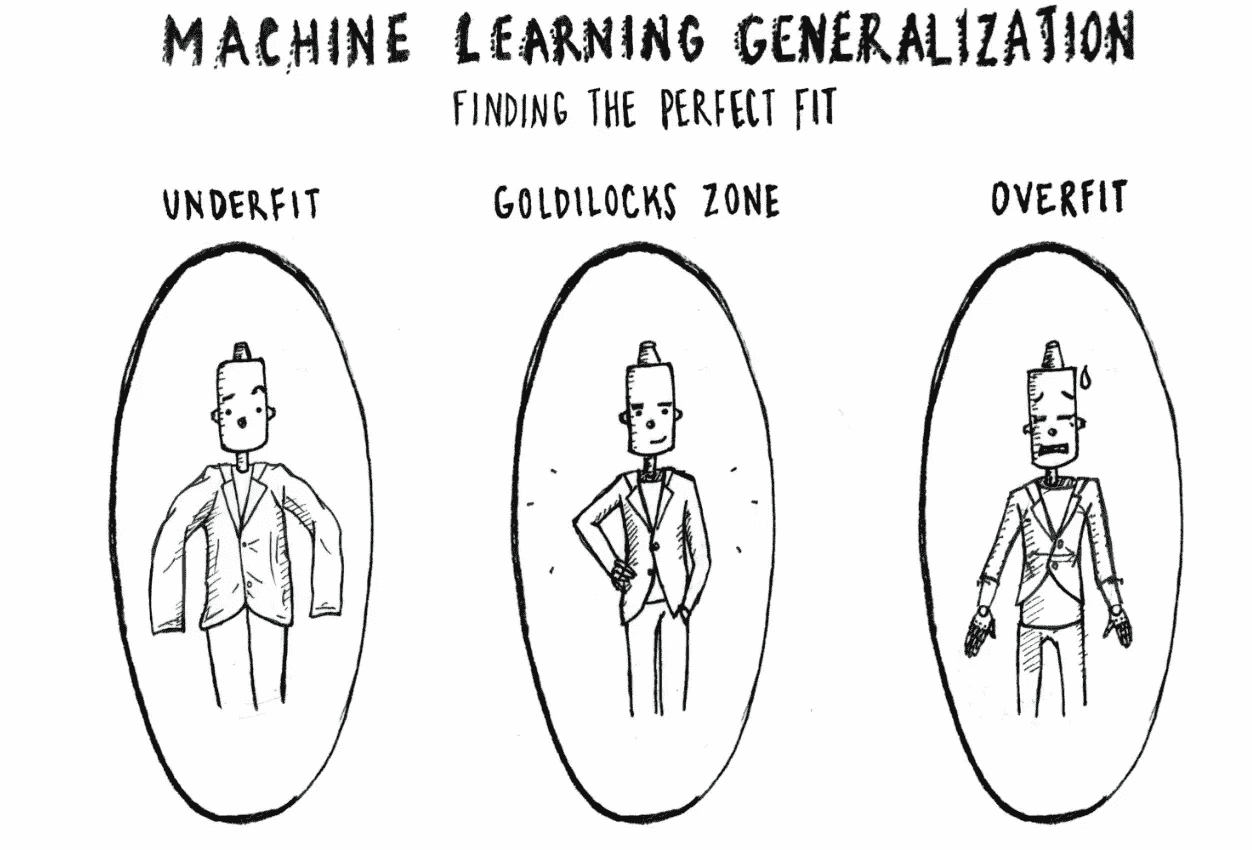 MACHINE LEARNING GENERALIZATION
FINDING THE PERFECT FIT
UNDERFIT
GOLDILOCKS ZONE
OVERFIT